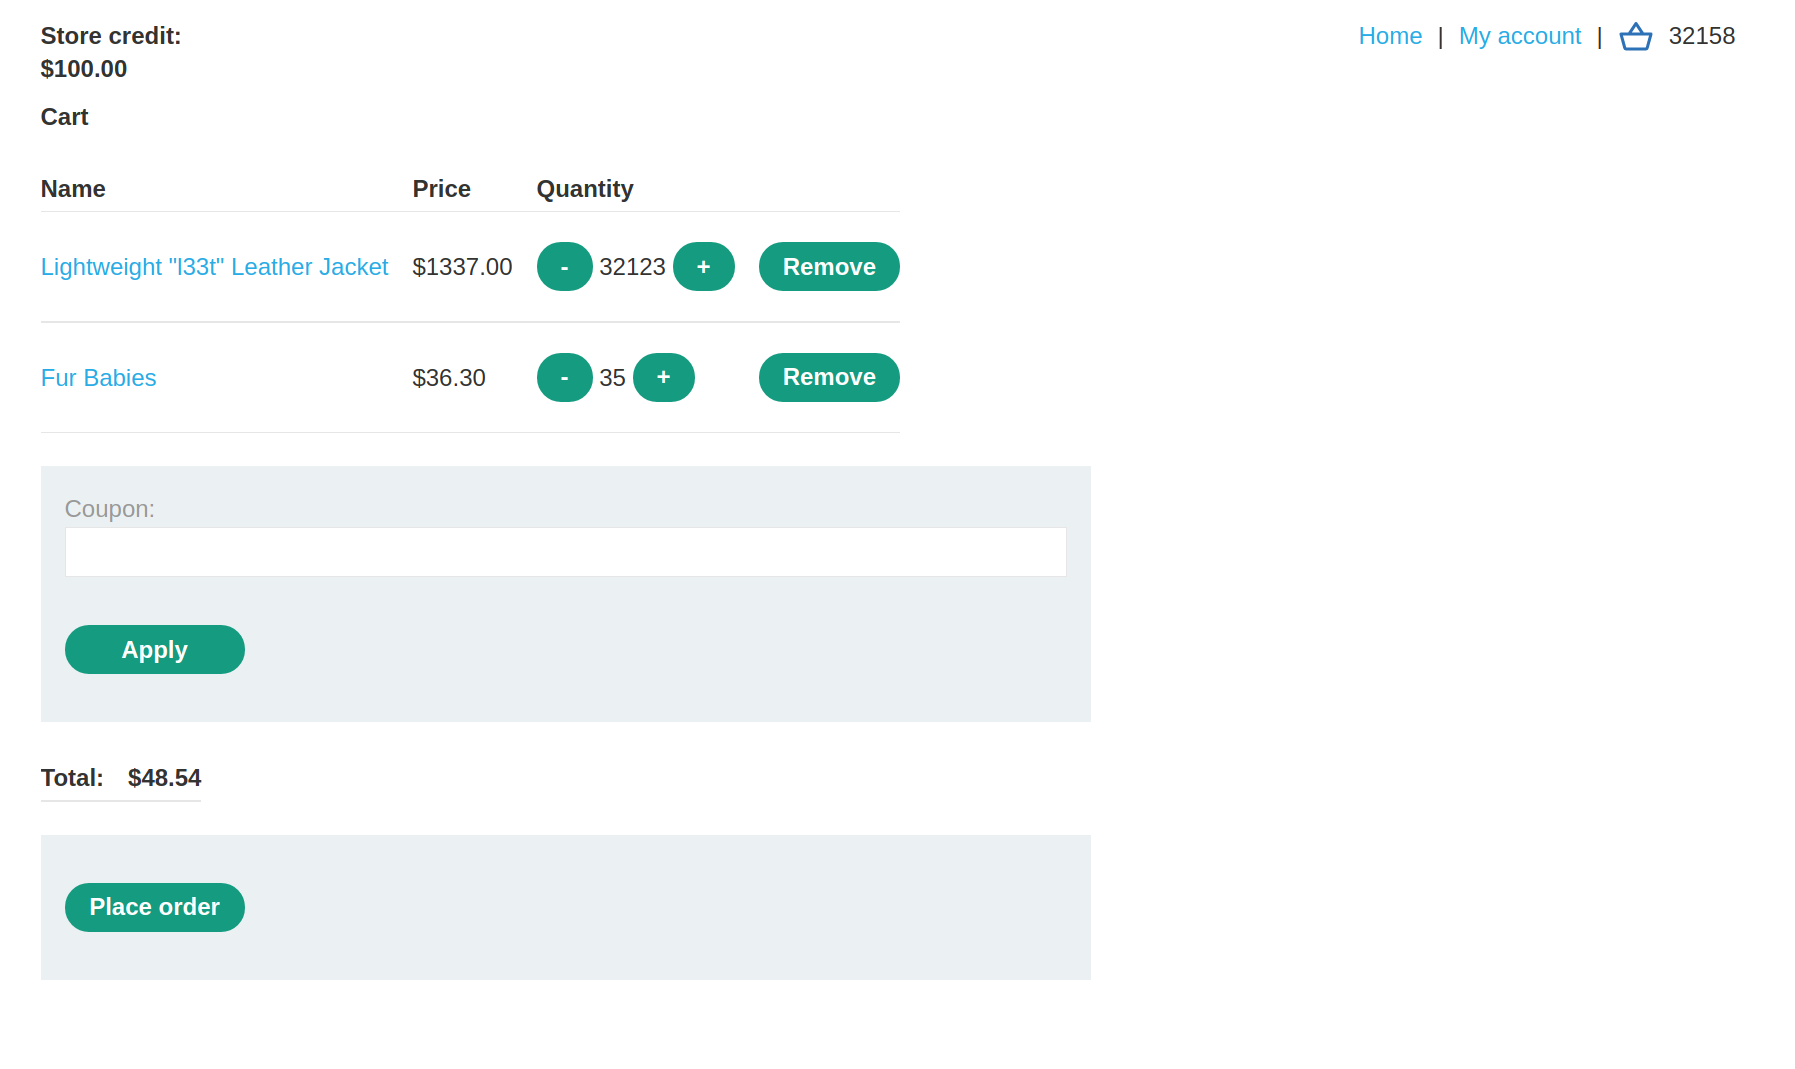 Store credit:
$100.00
Home | My account | 32158
Cart
Name Price Quantity
Lightweight "l33t" Leather Jacket $1337.00 - 32123 + Remove
Fur Babies $36.30 - 35 + Remove
Coupon:
Apply
Total: $48.54
Place order